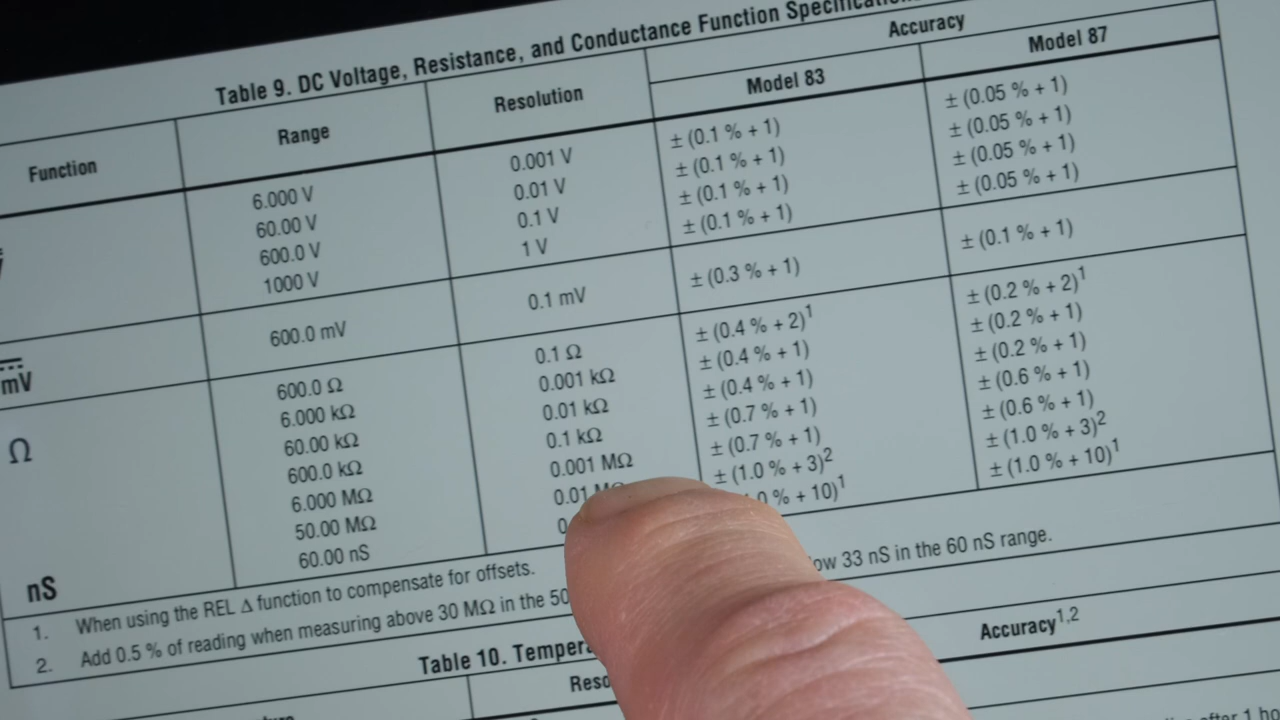 Table 9. DC Voltage, Resistance, and Conductance Function
Accuracy
Function Range Resolution Model 83 Model 87
6.000 V 0.001 V ± (0.1 % + 1) ± (0.05 % + 1)
60.00 V 0.01 V ± (0.1 % + 1) ± (0.05 % + 1)
600.0 V 0.1 V ± (0.1 % + 1) ± (0.05 % + 1)
1000 V 1 V ± (0.1 % + 1) ± (0.05 % + 1)
mV 600.0 mV 0.1 mV ± (0.3 % + 1) ± (0.1 % + 1)
Ω 600.0 Ω 0.1 Ω ± (0.4 % + 2)¹ ± (0.2 % + 2)¹
6.000 kΩ 0.001 kΩ ± (0.4 % + 1) ± (0.2 % + 1)
60.00 kΩ 0.01 kΩ ± (0.4 % + 1) ± (0.2 % + 1)
600.0 kΩ 0.1 kΩ ± (0.7 % + 1) ± (0.6 % + 1)
6.000 MΩ 0.001 MΩ ± (0.7 % + 1) ± (0.6 % + 1)
50.00 MΩ 0.01 MΩ ± (1.0 % + 3)² ± (1.0 % + 3)²
nS 60.00 nS % + 10)¹ ± (1.0 % + 10)¹
1. When using the REL Δ function to compensate for offsets.
2. Add 0.5 % of reading when measuring above 30 MΩ in the 33 nS in the 60 nS range.
Table 10.
Accuracy¹,²
after 1